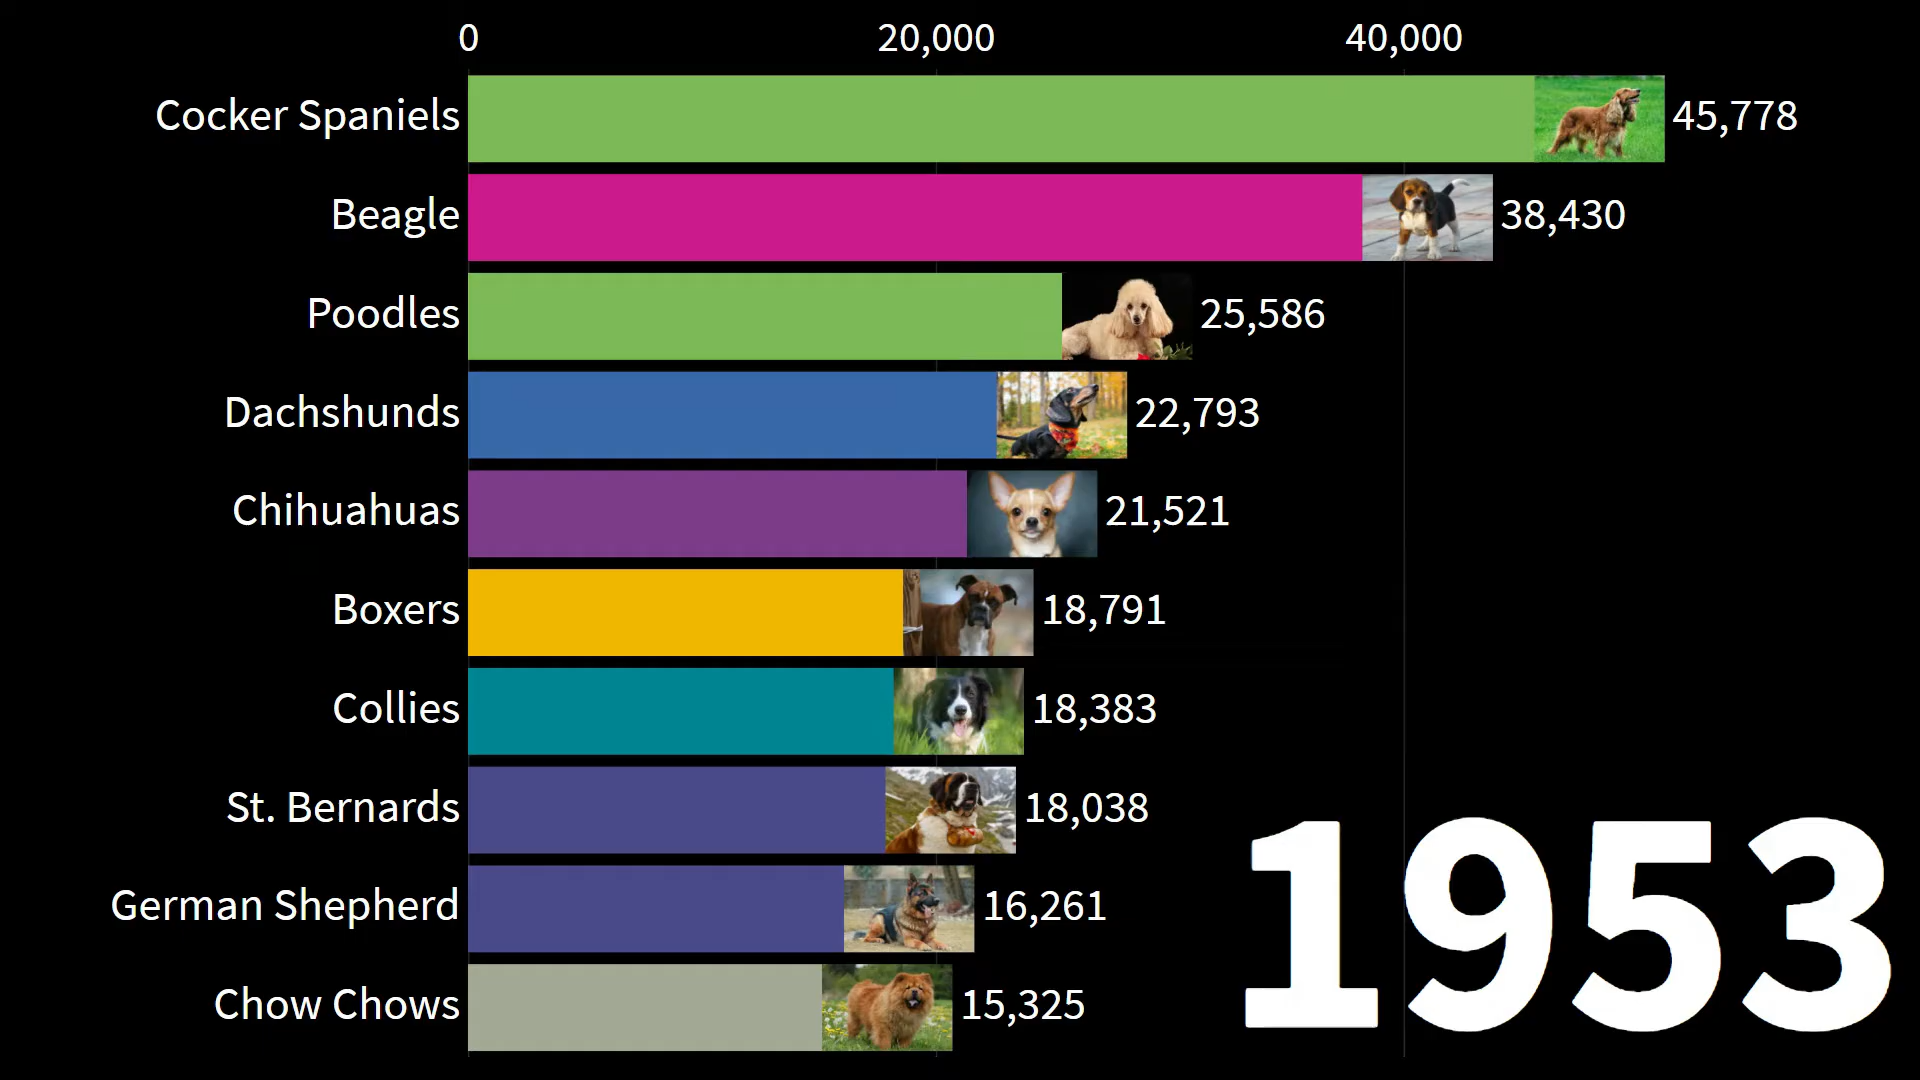 0 20,000 40,000
Cocker Spaniels 45,778
Beagle 38,430
Poodles 25,586
Dachshunds 22,793
Chihuahuas 21,521
Boxers 18,791
Collies 18,383
St. Bernards 18,038
German Shepherd 16,261
Chow Chows 15,325
1953